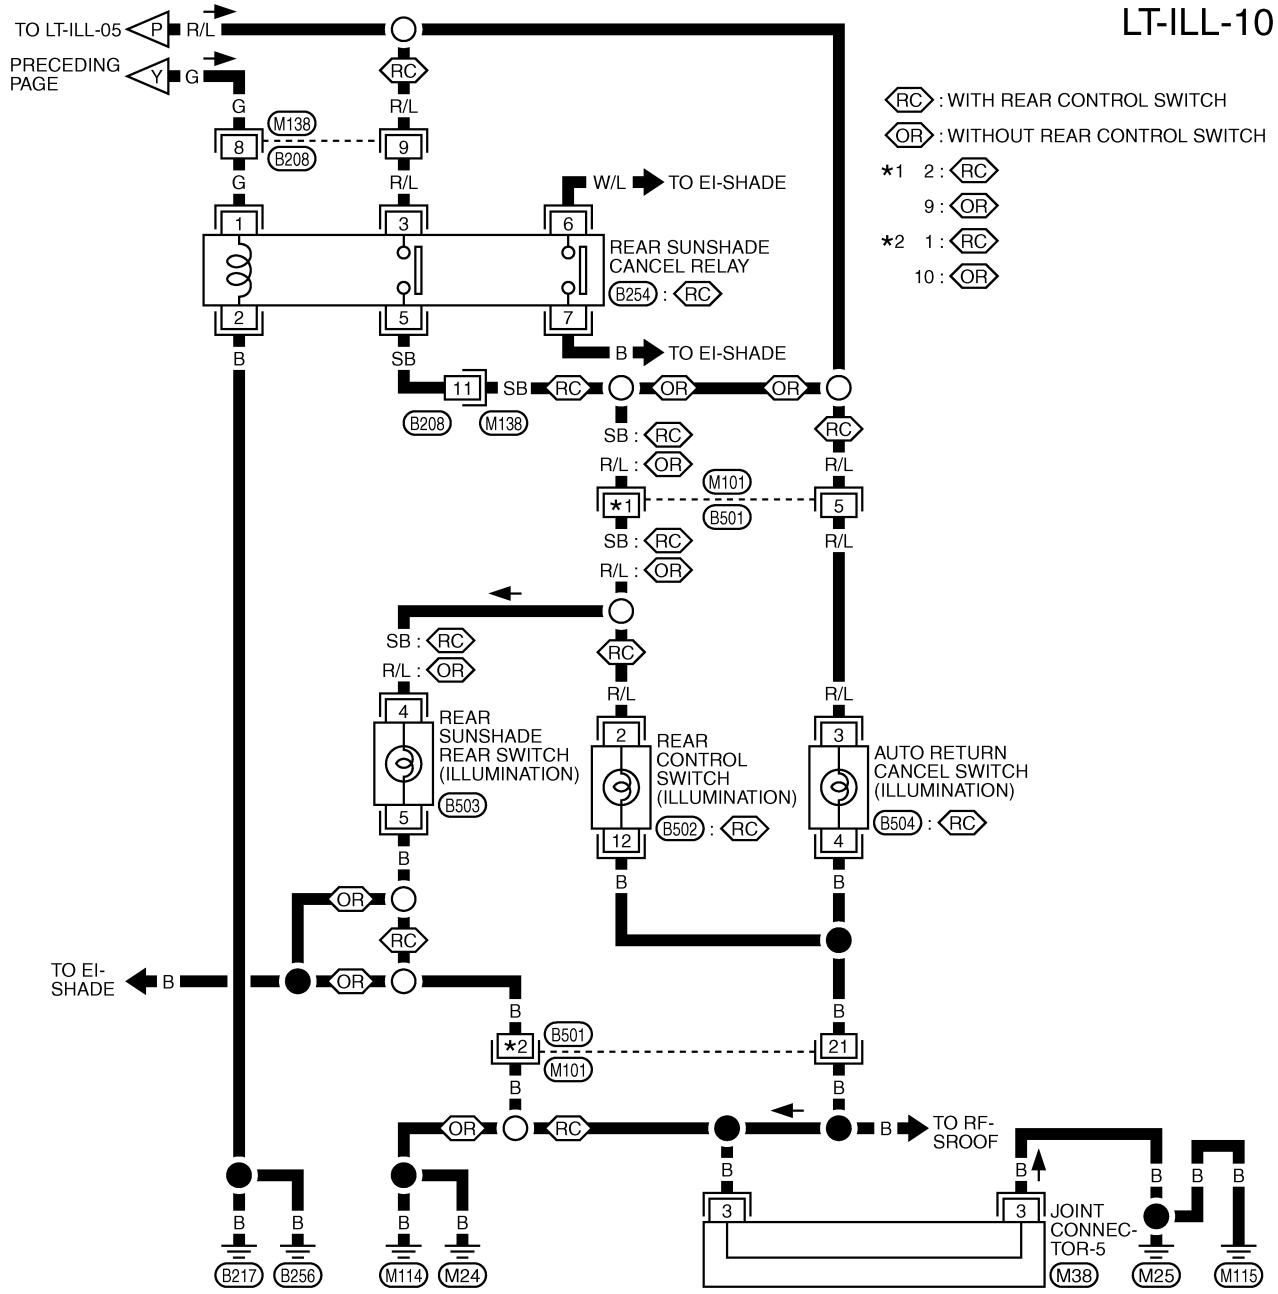 LT-ILL-10
TO LT-ILL-05 P R/L
PRECEDING
PAGE
Y G
RC
RC : WITH REAR CONTROL SWITCH
OR : WITHOUT REAR CONTROL SWITCH
*1 2 : RC
9 : OR
*2 1 : RC
10 : OR
G R/L
M138
8 9
B208
G R/L
W/L TO EI-SHADE
1 3 6
REAR SUNSHADE
CANCEL RELAY
B254 : RC
2 5 7
B SB
B TO EI-SHADE
11 SB RC OR OR
B208 M138
RC
SB : RC
R/L : OR
R/L
M101
*1 5
B501
SB : RC
R/L
R/L : OR
RC
SB : RC
R/L : OR
R/L R/L
4
REAR
SUNSHADE
REAR SWITCH
(ILLUMINATION)
B503
5
2
REAR
CONTROL
SWITCH
(ILLUMINATION)
B502 : RC
12
3
AUTO RETURN
CANCEL SWITCH
(ILLUMINATION)
B504 : RC
4
B B B
OR
RC
TO EI-
SHADE
B OR
B B
B501
*2 21
M101
B B
OR RC
B TO RF-
SROOF
B B B B B
3 3
JOINT
CONNEC-
TOR-5
M38
B B B B
B217 B256 M114 M24 M25 M115